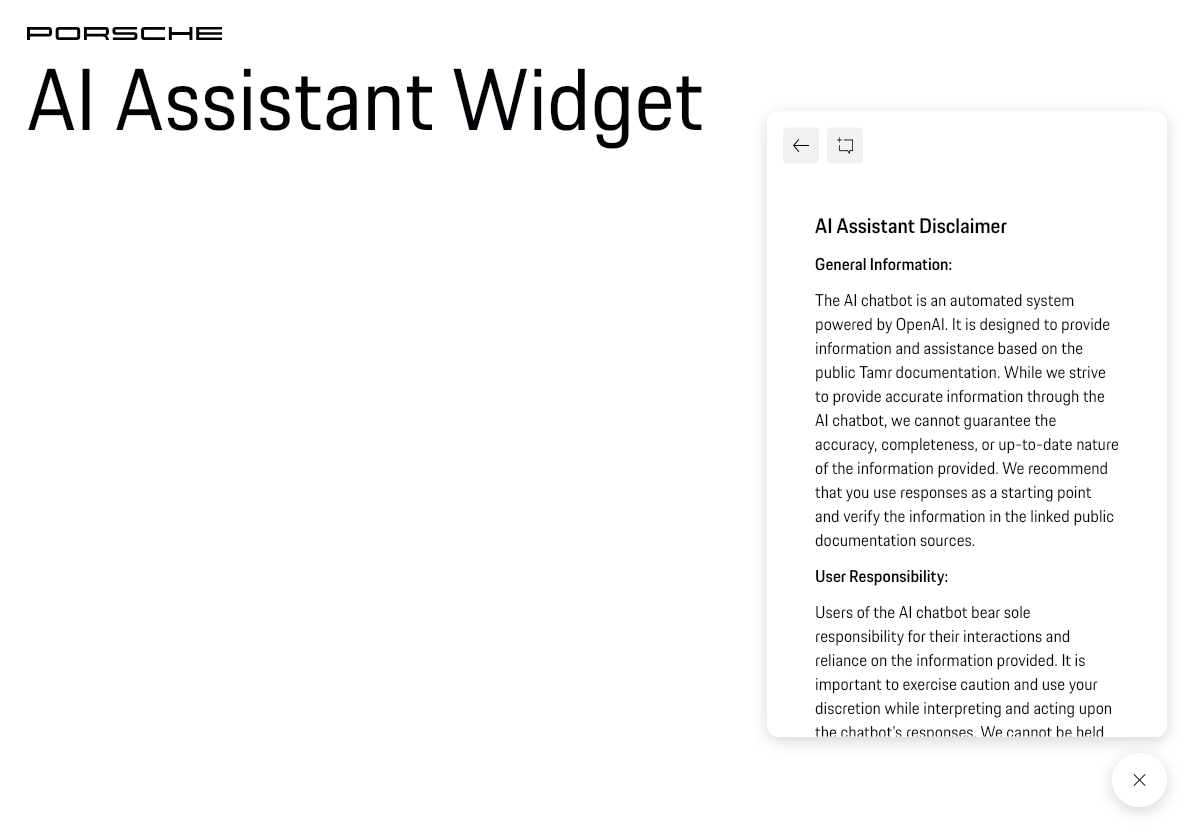 PORSCHE
AI Assistant Widget
AI Assistant Disclaimer
General Information:
The AI chatbot is an automated system
powered by OpenAI. It is designed to provide
information and assistance based on the
public Tamr documentation. While we strive
to provide accurate information through the
AI chatbot, we cannot guarantee the
accuracy, completeness, or up-to-date nature
of the information provided. We recommend
that you use responses as a starting point
and verify the information in the linked public
documentation sources.
User Responsibility:
Users of the AI chatbot bear sole
responsibility for their interactions and
reliance on the information provided. It is
important to exercise caution and use your
discretion while interpreting and acting upon
the chatbot's responses. We cannot be held